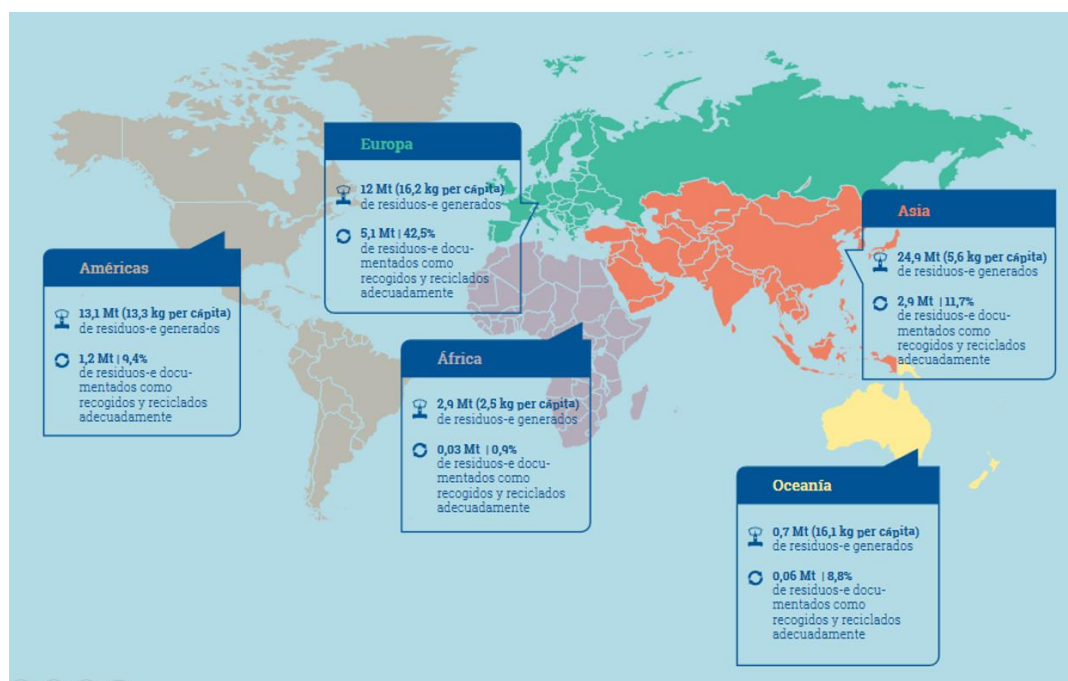 Europa
12 Mt (16,2 kg per cápita)
de residuos-e generados
5,1 Mt | 42,5%
de residuos-e docu-
mentados como
recogidos y reciclados
adecuadamente
Asia
24,9 Mt (5,6 kg per cápita)
de residuos-e generados
2,9 Mt | 11,7%
de residuos-e docu-
mentados como
recogidos y reciclados
adecuadamente
Américas
13,1 Mt (13,3 kg per cápita)
de residuos-e generados
1,2 Mt | 9,4%
de residuos-e docu-
mentados como
recogidos y reciclados
adecuadamente
África
2,9 Mt (2,5 kg per cápita)
de residuos-e generados
0,03 Mt | 0,9%
de residuos-e docu-
mentados como
recogidos y reciclados
adecuadamente
Oceanía
0,7 Mt (16,1 kg per cápita)
de residuos-e generados
0,06 Mt | 8,8%
de residuos-e docu-
mentados como
recogidos y reciclados
adecuadamente